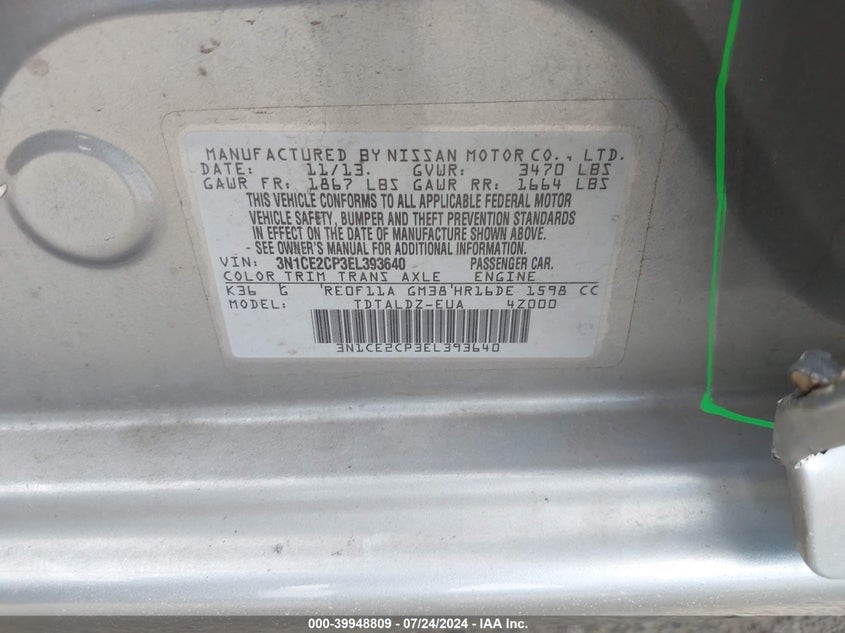 MANUFACTURED BY NISSAN MOTOR CO., LTD.
DATE: 11/13. GVWR: 3470 LBS
GAWR FR: 1867 LBS GAWR RR: 1664 LBS
THIS VEHICLE CONFORMS TO ALL APPLICABLE FEDERAL MOTOR
VEHICLE SAFETY, BUMPER AND THEFT PREVENTION STANDARDS
IN EFFECT ON THE DATE OF MANUFACTURE SHOWN ABOVE.
- SEE OWNER'S MANUAL FOR ADDITIONAL INFORMATION.
VIN: 3N1CE2CP3EL393640 PASSENGER CAR.
COLOR TRIM TRANS AXLE ENGINE
K36 G RE0F11A GM38 HR16DE 1598 CC
MODEL: TDTALDZ-EUA 4Z000
3N1CE2CP3EL393640
000-39948809 - 07/24/2024 - IAA Inc.